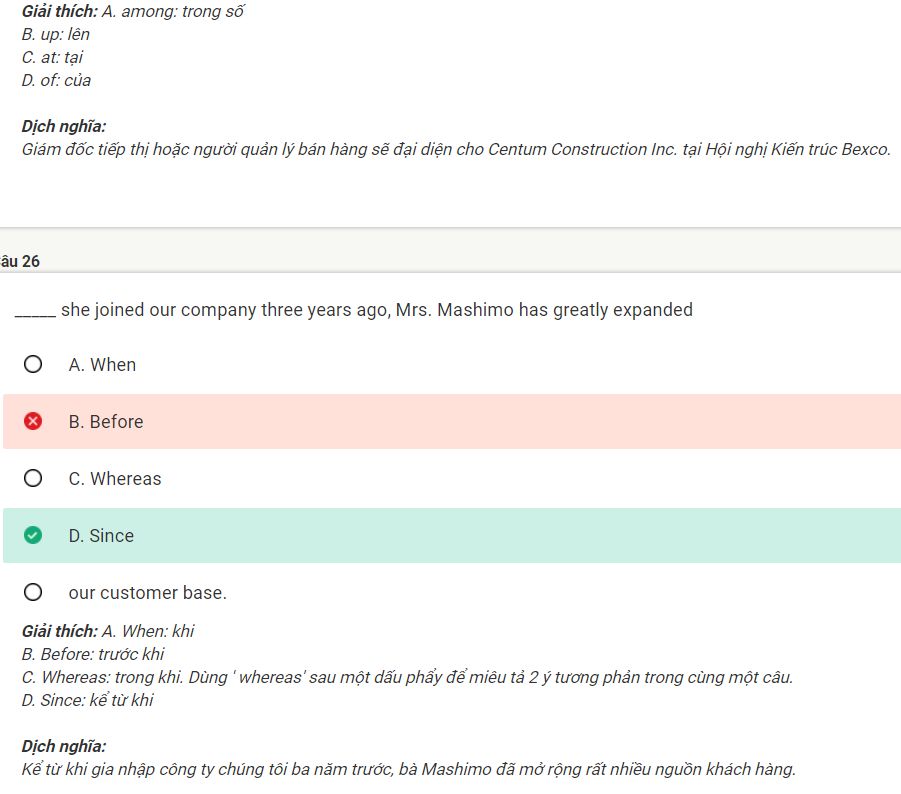 Giải thích: A. among: trong số
B. up: lên
C. at: tại
D. of: của
Dịch nghĩa:
Giám đốc tiếp thị hoặc người quản lý bán hàng sẽ đại diện cho Centum Construction Inc. tại Hội nghị Kiến trúc Bexco.
âu 26
_____ she joined our company three years ago, Mrs. Mashimo has greatly expanded
A. When
B. Before
C. Whereas
D. Since
our customer base.
Giải thích: A. When: khi
B. Before: trước khi
C. Whereas: trong khi. Dùng ' whereas' sau một dấu phẩy để miêu tả 2 ý tương phản trong cùng một câu.
D. Since: kể từ khi
Dịch nghĩa:
Kể từ khi gia nhập công ty chúng tôi ba năm trước, bà Mashimo đã mở rộng rất nhiều nguồn khách hàng.